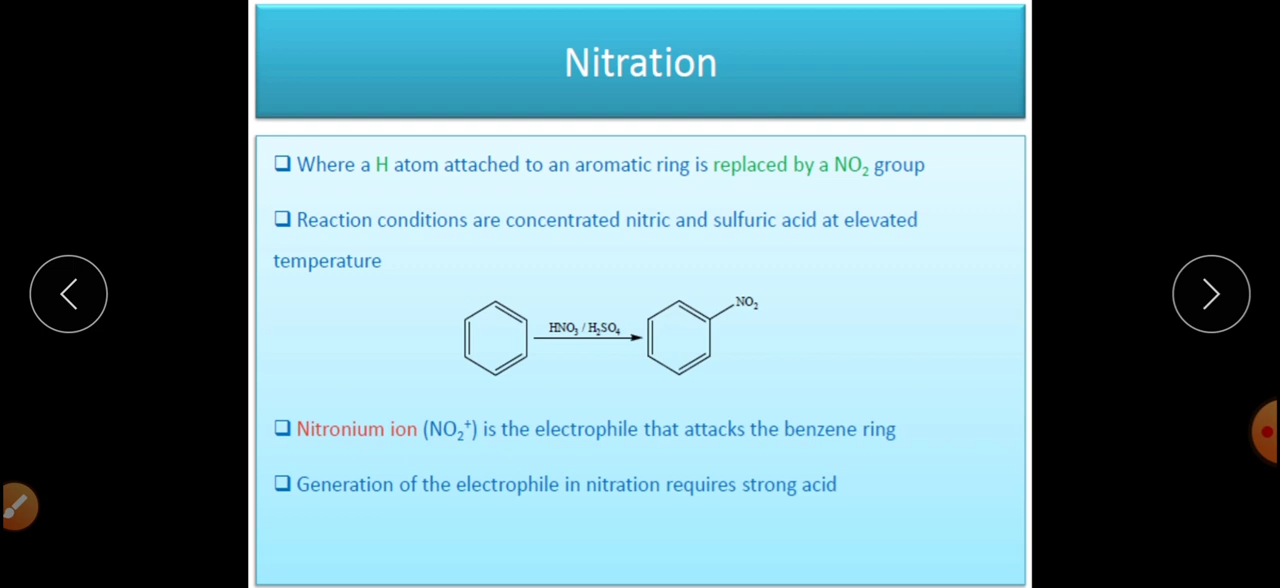 Nitration
❑ Where a H atom attached to an aromatic ring is replaced by a NO₂ group
❑ Reaction conditions are concentrated nitric and sulfuric acid at elevated
temperature
NO₂
HNO₃ / H₂SO₄
❑ Nitronium ion (NO₂⁺) is the electrophile that attacks the benzene ring
❑ Generation of the electrophile in nitration requires strong acid